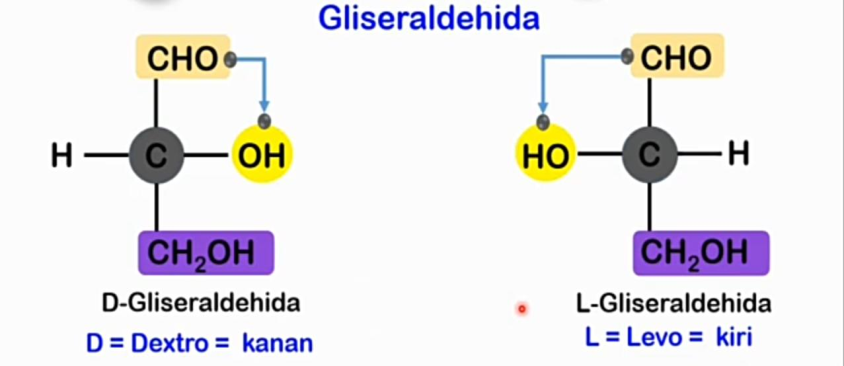 Gliseraldehida
CHO
H C OH
CH₂OH
D-Gliseraldehida
D = Dextro = kanan
CHO
HO C H
CH₂OH
L-Gliseraldehida
L = Levo = kiri